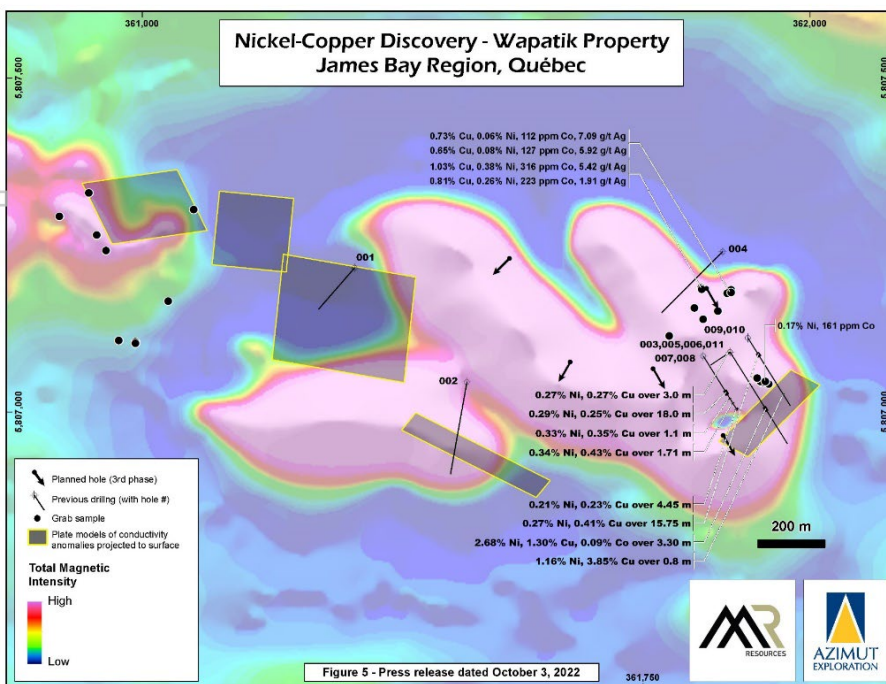 361,000
362,000
5,807,500
5,807,500
Nickel-Copper Discovery - Wapatik Property
James Bay Region, Québec
0.73% Cu, 0.06% Ni, 112 ppm Co, 7.09 g/t Ag
0.65% Cu, 0.08% Ni, 127 ppm Co, 5.92 g/t Ag
1.03% Cu, 0.38% Ni, 316 ppm Co, 5.42 g/t Ag
0.81% Cu, 0.26% Ni, 223 ppm Co, 1.91 g/t Ag
004
001
009,010
0.17% Ni, 161 ppm Co
003,005,006,011
007,008
002
0.27% Ni, 0.27% Cu over 3.0 m
0.29% Ni, 0.25% Cu over 18.0 m
0.33% Ni, 0.35% Cu over 1.1 m
0.34% Ni, 0.43% Cu over 1.71 m
5,807,000
5,807,000
0.21% Ni, 0.23% Cu over 4.45 m
0.27% Ni, 0.41% Cu over 15.75 m
2.68% Ni, 1.30% Cu, 0.09% Co over 3.30 m
1.16% Ni, 3.85% Cu over 0.8 m
200 m
Planned hole (3rd phase)
Previous drilling (with hole #)
Grab sample
Plate models of conductivity
anomalies projected to surface
Total Magnetic
Intensity
High
Low
Figure 5 - Press release dated October 3, 2022
361,750
RESOURCES
AZIMUT
EXPLORATION